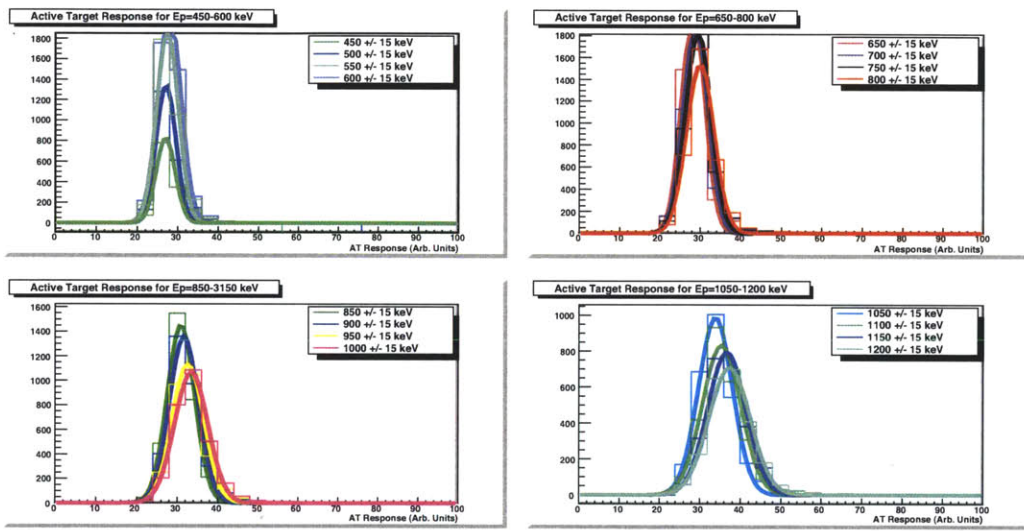 Active Target Response for Ep=450-600 keV
1800
1600
1400
1200
1000
800
600
400
200
0
450 +/- 15 keV
500 +/- 15 keV
550 +/- 15 keV
600 +/- 15 keV
0 10 20 30 40 50 60 70 80 90 100
AT Response (Arb. Units)
Active Target Response for Ep=650-800 keV
1800
1600
1400
1200
1000
800
600
400
200
0
650 +/- 15 keV
700 +/- 15 keV
750 +/- 15 keV
800 +/- 15 keV
0 10 20 30 40 50 60 70 80 90 100
AT Response (Arb. Units)
Active Target Response for Ep=850-3150 keV
1600
1400
1200
1000
800
600
400
200
0
850 +/- 15 keV
900 +/- 15 keV
950 +/- 15 keV
1000 +/- 15 keV
0 10 20 30 40 50 60 70 80 90 100
AT Response (Arb. Units)
Active Target Response for Ep=1050-1200 keV
1000
800
600
400
200
0
1050 +/- 15 keV
1100 +/- 15 keV
1150 +/- 15 keV
1200 +/- 15 keV
0 10 20 30 40 50 60 70 80 90 100
AT Response (Arb. Units)